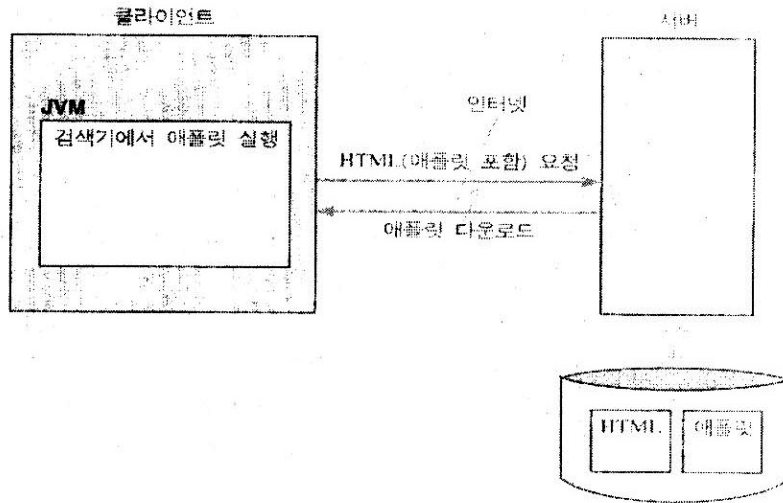 클라이언트
서버
JVM
검색기에서 애플릿 실행
인터넷
HTML(애플릿 포함) 요청
애플릿 다운로드
HTML
애플릿